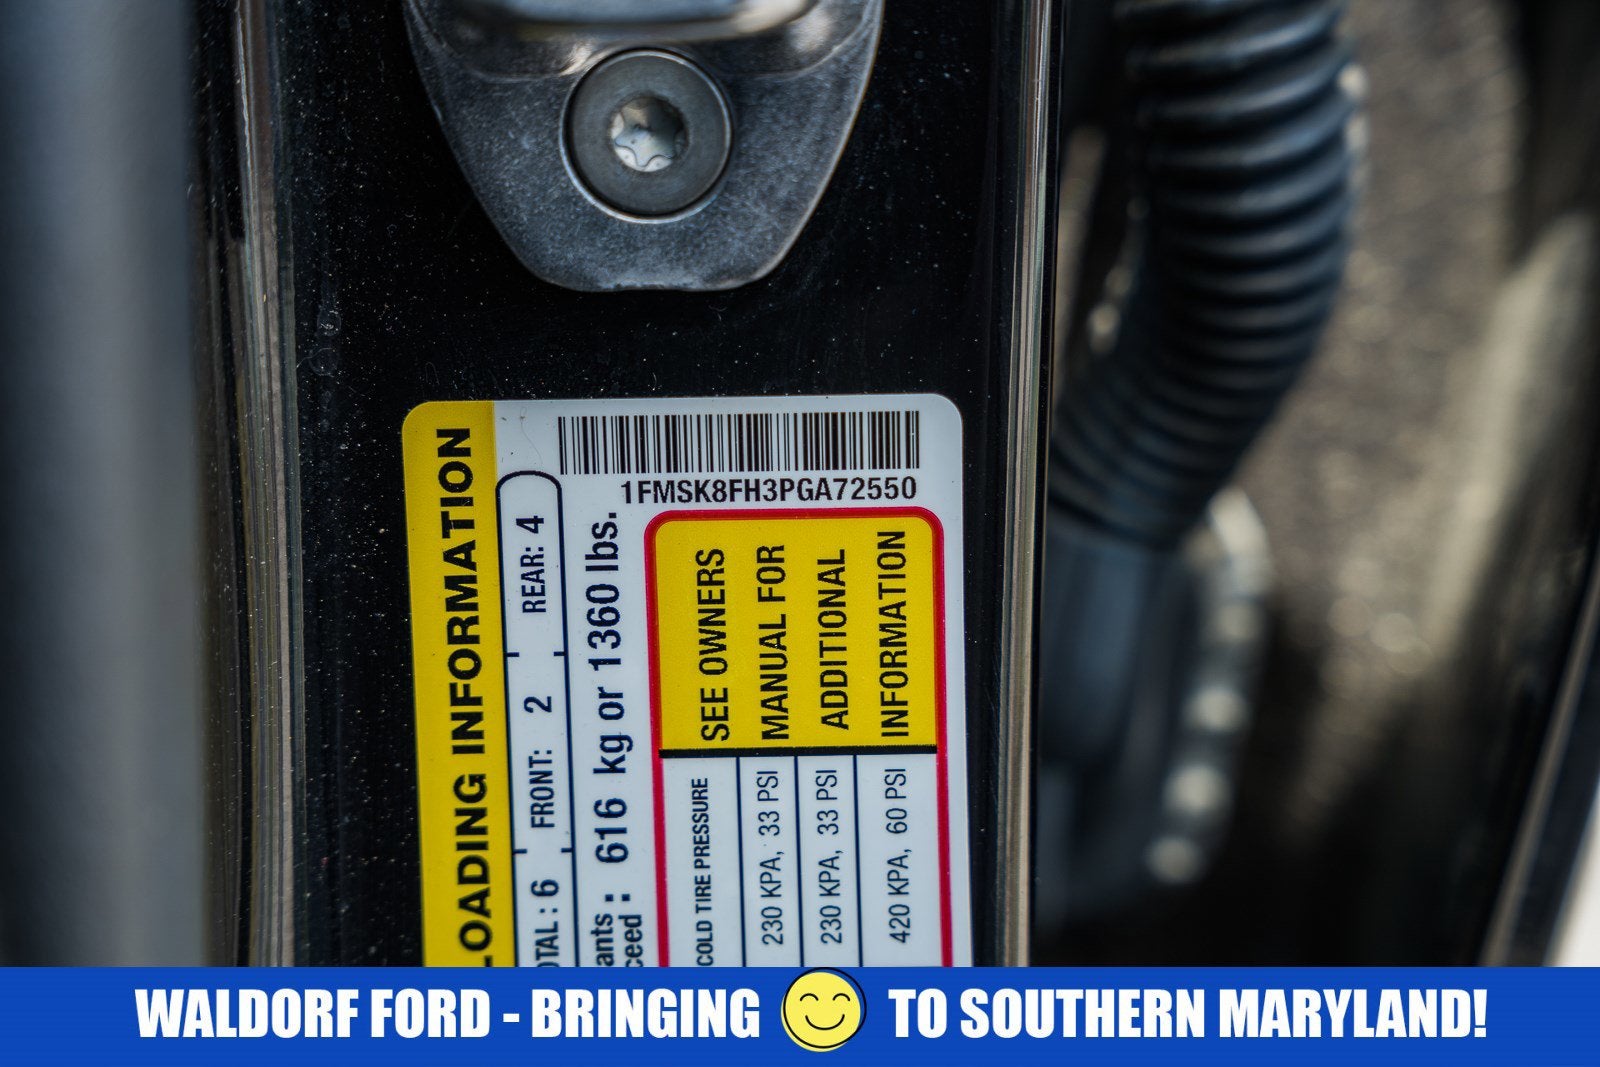 1FMSK8FH3PGA72550
LOADING INFORMATION
TOTAL: 6 FRONT: 2 REAR: 4
ants
ceed : 616 kg or 1360 lbs.
COLD TIRE PRESSURE
230 KPA, 33 PSI
230 KPA, 33 PSI
420 KPA, 60 PSI
SEE OWNERS
MANUAL FOR
ADDITIONAL
INFORMATION
WALDORF FORD - BRINGING TO SOUTHERN MARYLAND!